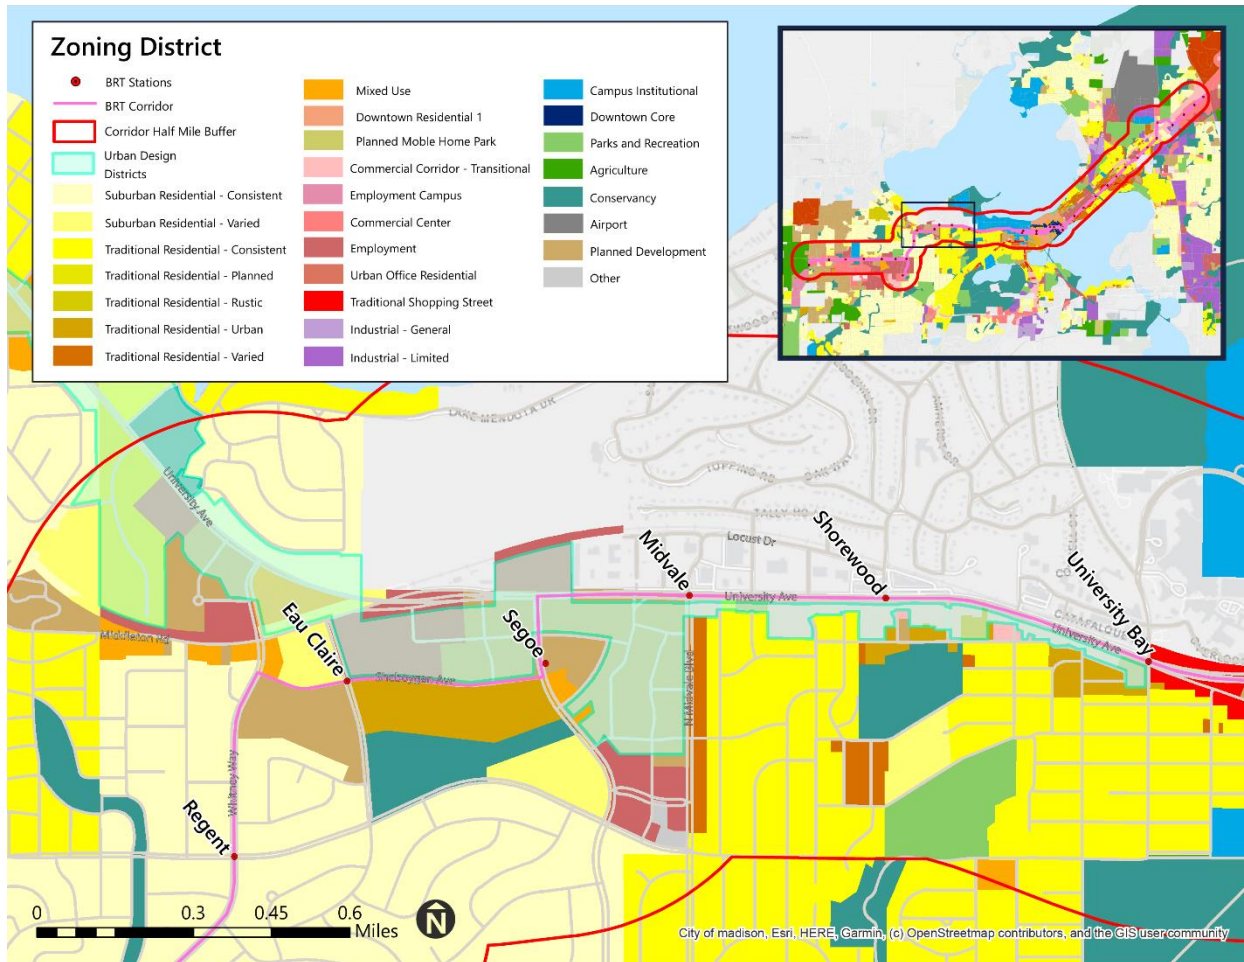 Zoning District
BRT Stations
BRT Corridor
Corridor Half Mile Buffer
Urban Design
Districts
Suburban Residential - Consistent
Suburban Residential - Varied
Traditional Residential - Consistent
Traditional Residential - Planned
Traditional Residential - Rustic
Traditional Residential - Urban
Traditional Residential - Varied
Mixed Use
Downtown Residential 1
Planned Moble Home Park
Commercial Corridor - Transitional
Employment Campus
Commercial Center
Employment
Urban Office Residential
Traditional Shopping Street
Industrial - General
Industrial - Limited
Campus Institutional
Downtown Core
Parks and Recreation
Agriculture
Conservancy
Airport
Planned Development
Other
LAKE MENDOTA DR
TOPPING RD
University Ave
Locust Dr
Midvale
Shorewood
University Bay
University Ave
University Ave
Eau Claire
Segoe
Middleton Rd
Sheboygan Ave
N Midvale Blvd
Whitney Way
Regent
0 0.3 0.45 0.6
Miles
N
City of madison, Esri, HERE, Garmin, (c) OpenStreetmap contributors, and the GIS user community